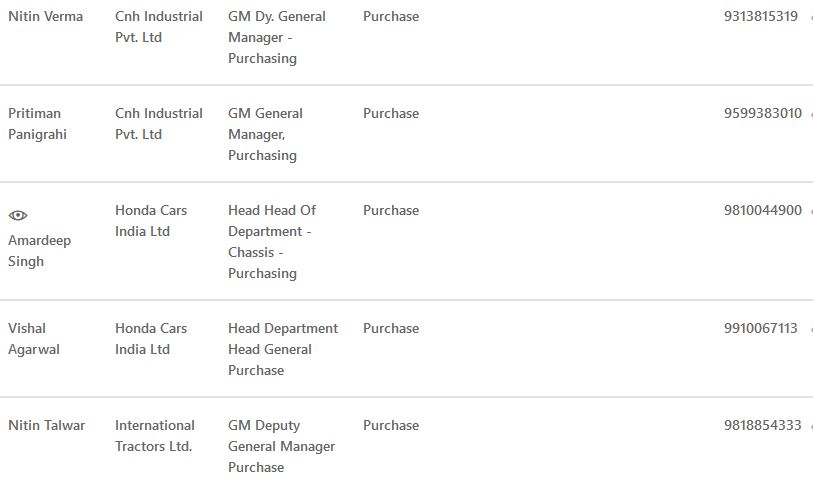 Nitin Verma Cnh Industrial GM Dy. General Purchase 9313815319
Pvt. Ltd Manager -
Purchasing
Pritiman Cnh Industrial GM General Purchase 9599383010
Panigrahi Pvt. Ltd Manager,
Purchasing
Honda Cars Head Head Of Purchase 9810044900
Amardeep India Ltd Department -
Singh Chassis -
Purchasing
Vishal Honda Cars Head Department Purchase 9910067113
Agarwal India Ltd Head General
Purchase
Nitin Talwar International GM Deputy Purchase 9818854333
Tractors Ltd. General Manager
Purchase